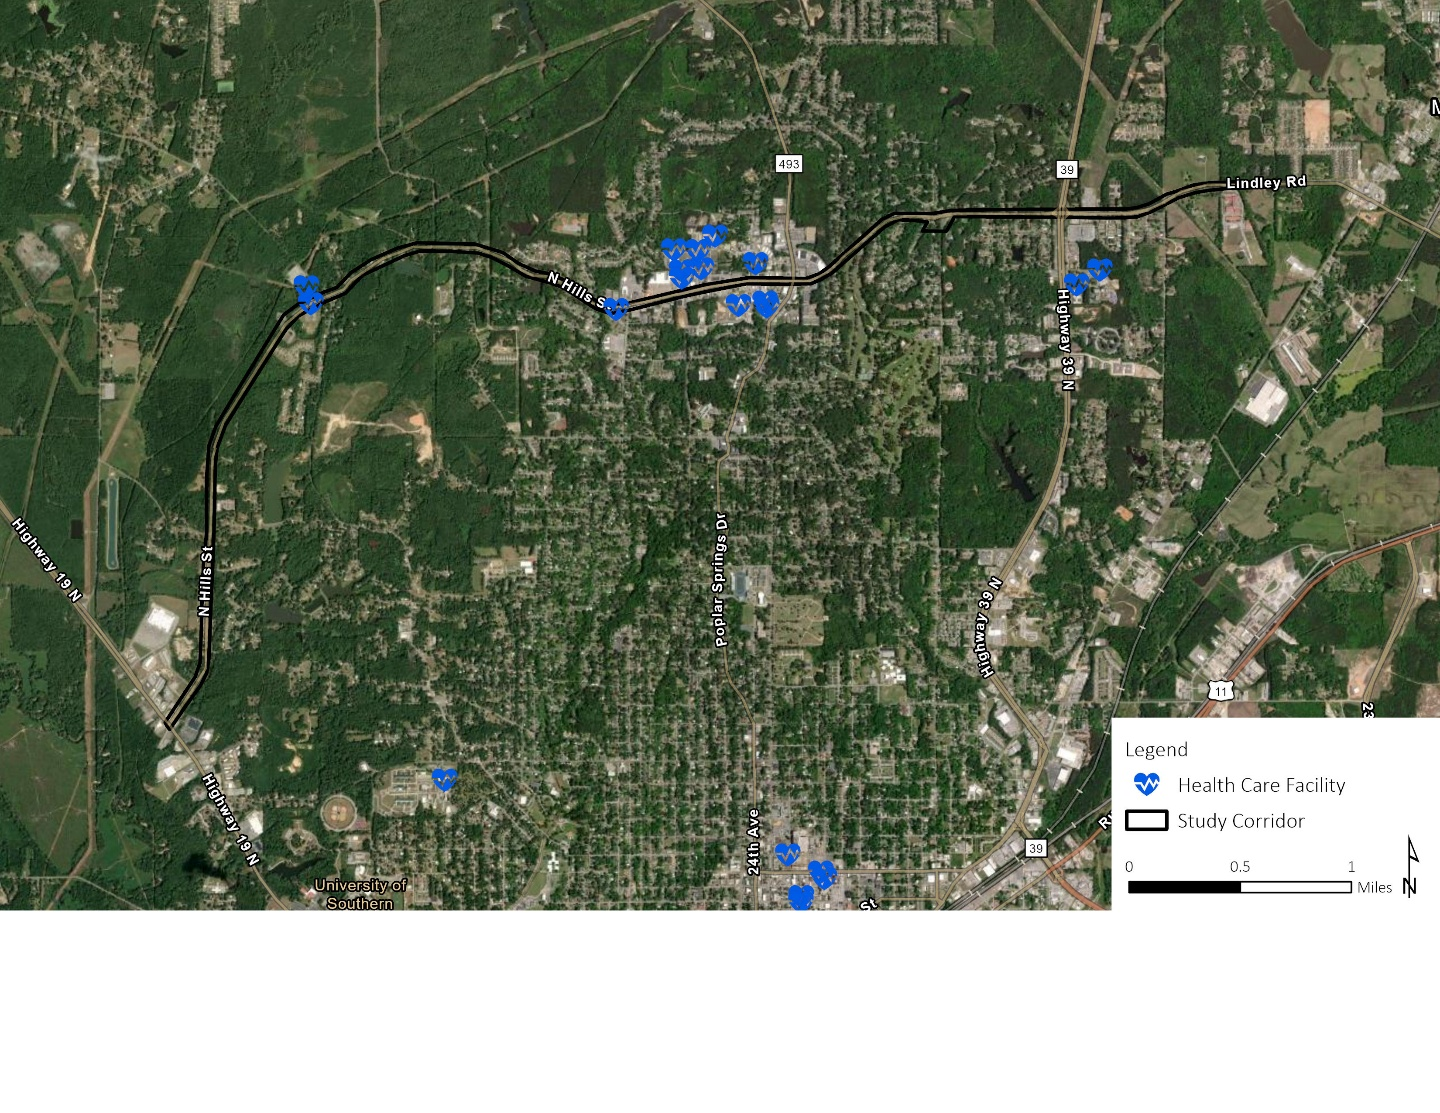 M
493
39
Lindley Rd
N Hills S
Highway 39 N
Highway 19 N
N Hills St
Poplar Springs Dr
Highway 39 N
11
23
Highway 19 N
24th Ave
39
University of
Southern
St
Legend
Health Care Facility
Study Corridor
0 0.5 1
Miles
N